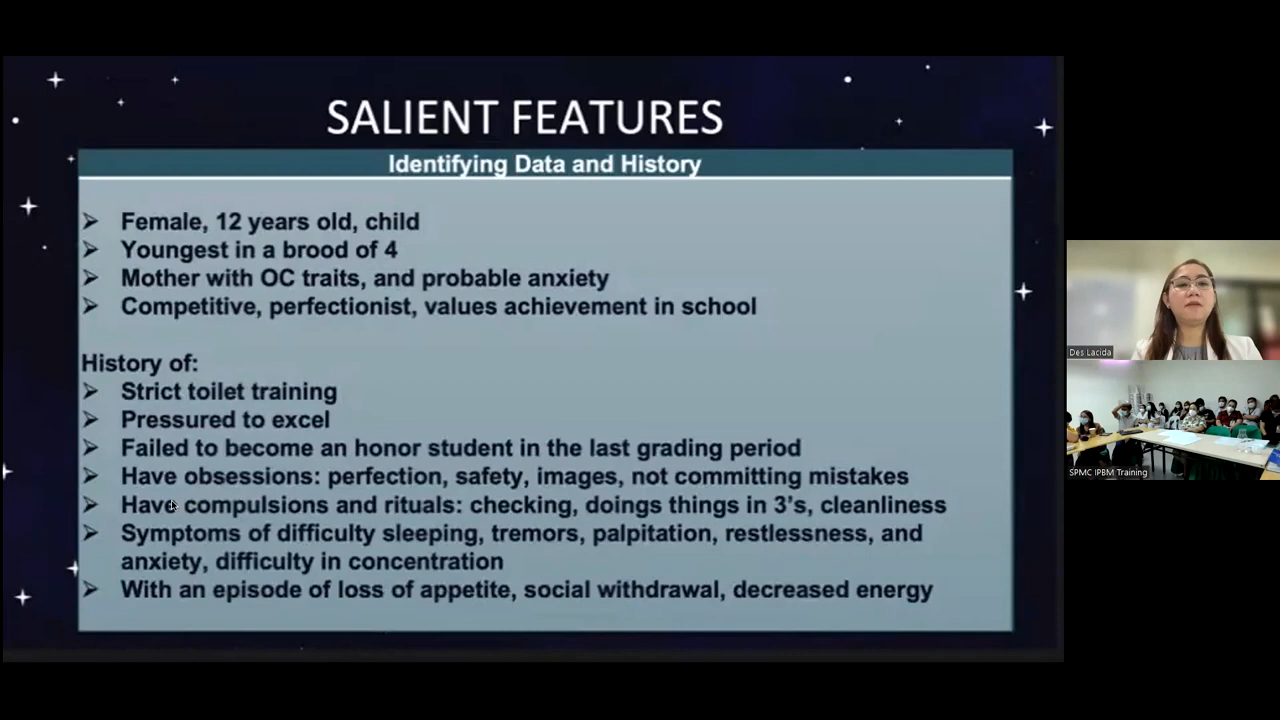 SALIENT FEATURES
Identifying Data and History
Female, 12 years old, child
Youngest in a brood of 4
Mother with OC traits, and probable anxiety
Competitive, perfectionist, values achievement in school
History of:
Strict toilet training
Pressured to excel
Failed to become an honor student in the last grading period
Have obsessions: perfection, safety, images, not committing mistakes
Have compulsions and rituals: checking, doings things in 3's, cleanliness
Symptoms of difficulty sleeping, tremors, palpitation, restlessness, and
anxiety, difficulty in concentration
With an episode of loss of appetite, social withdrawal, decreased energy
Des Lacida
SPMC IPBM Training